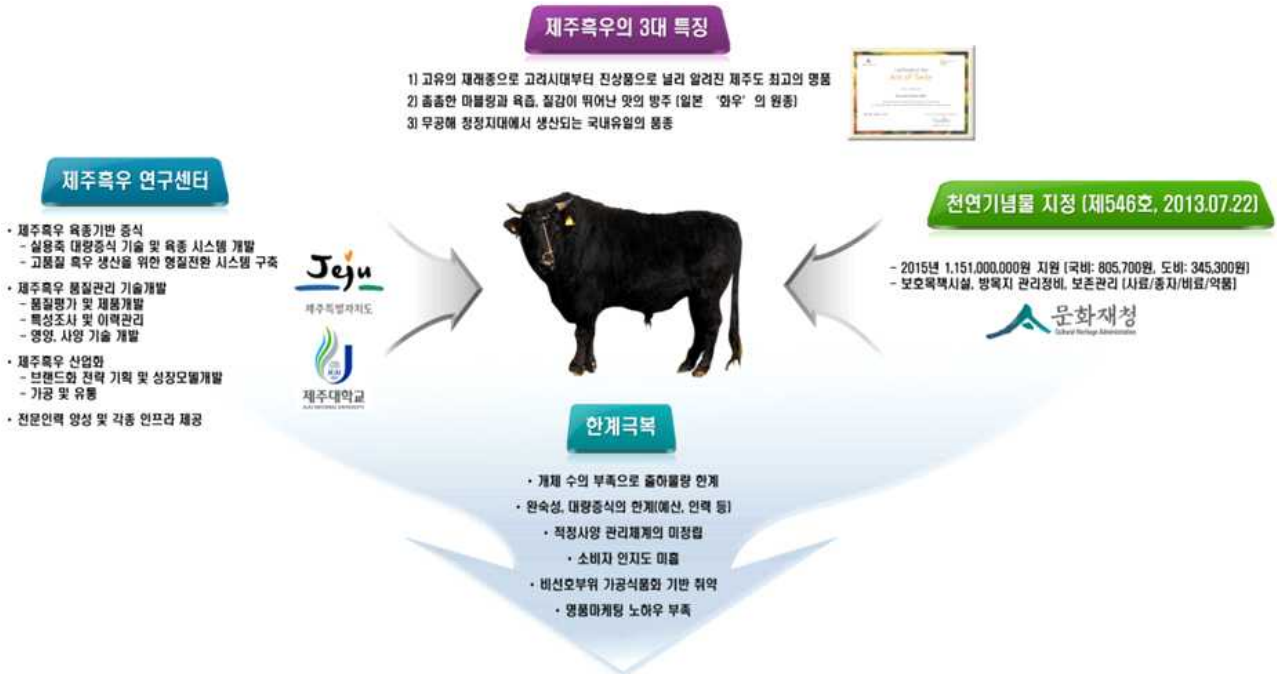 제주흑우의 3대 특징
1) 고유의 재래종으로 고려시대부터 진상품으로 널리 알려진 제주도 최고의 명품
2) 촘촘한 마블링과 육즙, 질감이 뛰어난 맛의 방주 (일본 ‘화우’의 원종)
3) 무공해 청정지대에서 생산되는 국내유일의 품종
제주흑우 연구센터
• 제주흑우 육종기반 증식
- 실용축 대량증식 기술 및 육종 시스템 개발
- 고품질 흑우 생산을 위한 형질전환 시스템 구축
• 제주흑우 품질관리 기술개발
- 품질평가 및 제품개발
- 특성조사 및 이력관리
- 영양, 사양 기술 개발
• 제주흑우 산업화
- 브랜드화 전략 기획 및 성장모델개발
- 가공 및 유통
• 전문인력 양성 및 각종 인프라 제공
Jeju
제주특별자치도
제주대학교
JEJU NATIONAL UNIVERSITY
천연기념물 지정 (제546호, 2013.07.22)
- 2015년 1,151,000,000원 지원 (국비: 805,700원, 도비: 345,300원)
- 보호목책시설, 방목지 관리정비, 보존관리 (사료/종자/비료/약품)
문화재청
Cultural Heritage Administration
한계극복
• 개체 수의 부족으로 출하물량 한계
• 완숙성, 대량증식의 한계(예산, 인력 등)
• 적정사양 관리체계의 미정립
• 소비자 인지도 미흡
• 비선호부위 가공식품화 기반 취약
• 명품마케팅 노하우 부족